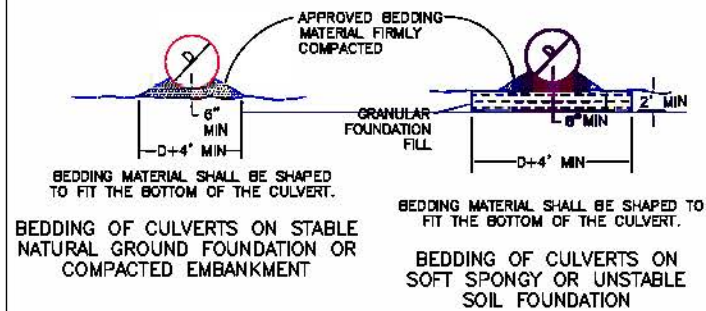 APPROVED BEDDING
MATERIAL FIRMLY
COMPACTED
D
6"
MIN
D+4' MIN
BEDDING MATERIAL SHALL BE SHAPED
TO FIT THE BOTTOM OF THE CULVERT.
BEDDING OF CULVERTS ON STABLE
NATURAL GROUND FOUNDATION OR
COMPACTED EMBANKMENT
D
GRANULAR
FOUNDATION
FILL
6" MIN
2' MIN
D+4' MIN
BEDDING MATERIAL SHALL BE SHAPED TO
FIT THE BOTTOM OF THE CULVERT.
BEDDING OF CULVERTS ON
SOFT SPONGY OR UNSTABLE
SOIL FOUNDATION